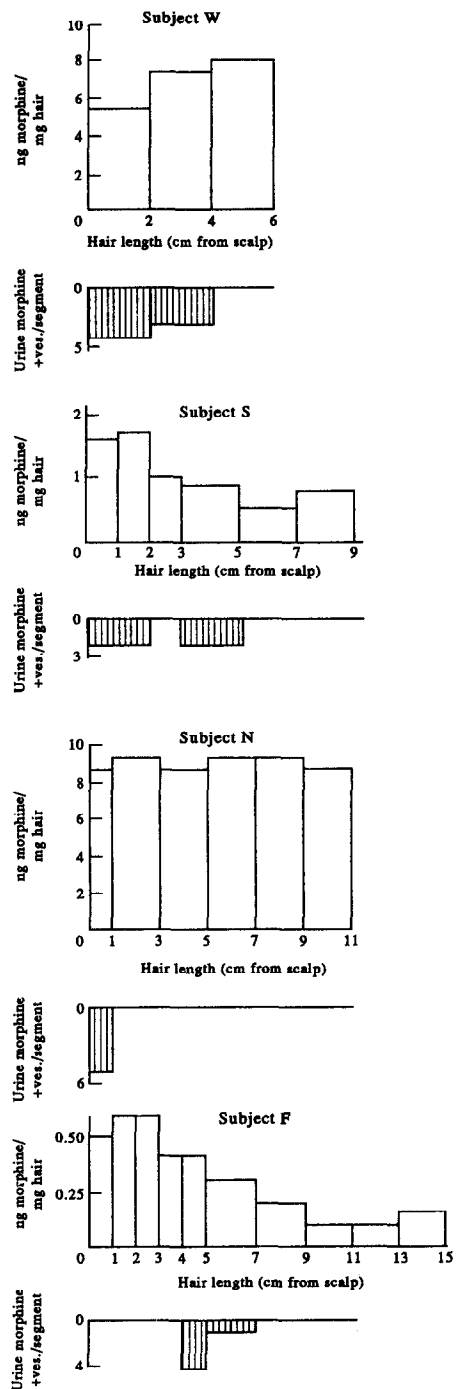 Subject W
ng morphine/
mg hair
10
8
6
4
2
0
2 4 6
Hair length (cm from scalp)
Urine morphine
+ves./segment
0
5
Subject S
ng morphine/
mg hair
2
1
0
1 2 3 5 7 9
Hair length (cm from scalp)
Urine morphine
+ves./segment
0
3
Subject N
ng morphine/
mg hair
10
8
6
4
2
0
1 3 5 7 9 11
Hair length (cm from scalp)
Urine morphine
+ves./segment
0
6
Subject F
ng morphine/
mg hair
0.50
0.25
0
1 2 3 4 5 7 9 11 13 15
Hair length (cm from scalp)
Urine morphine
+ves./segment
0
4